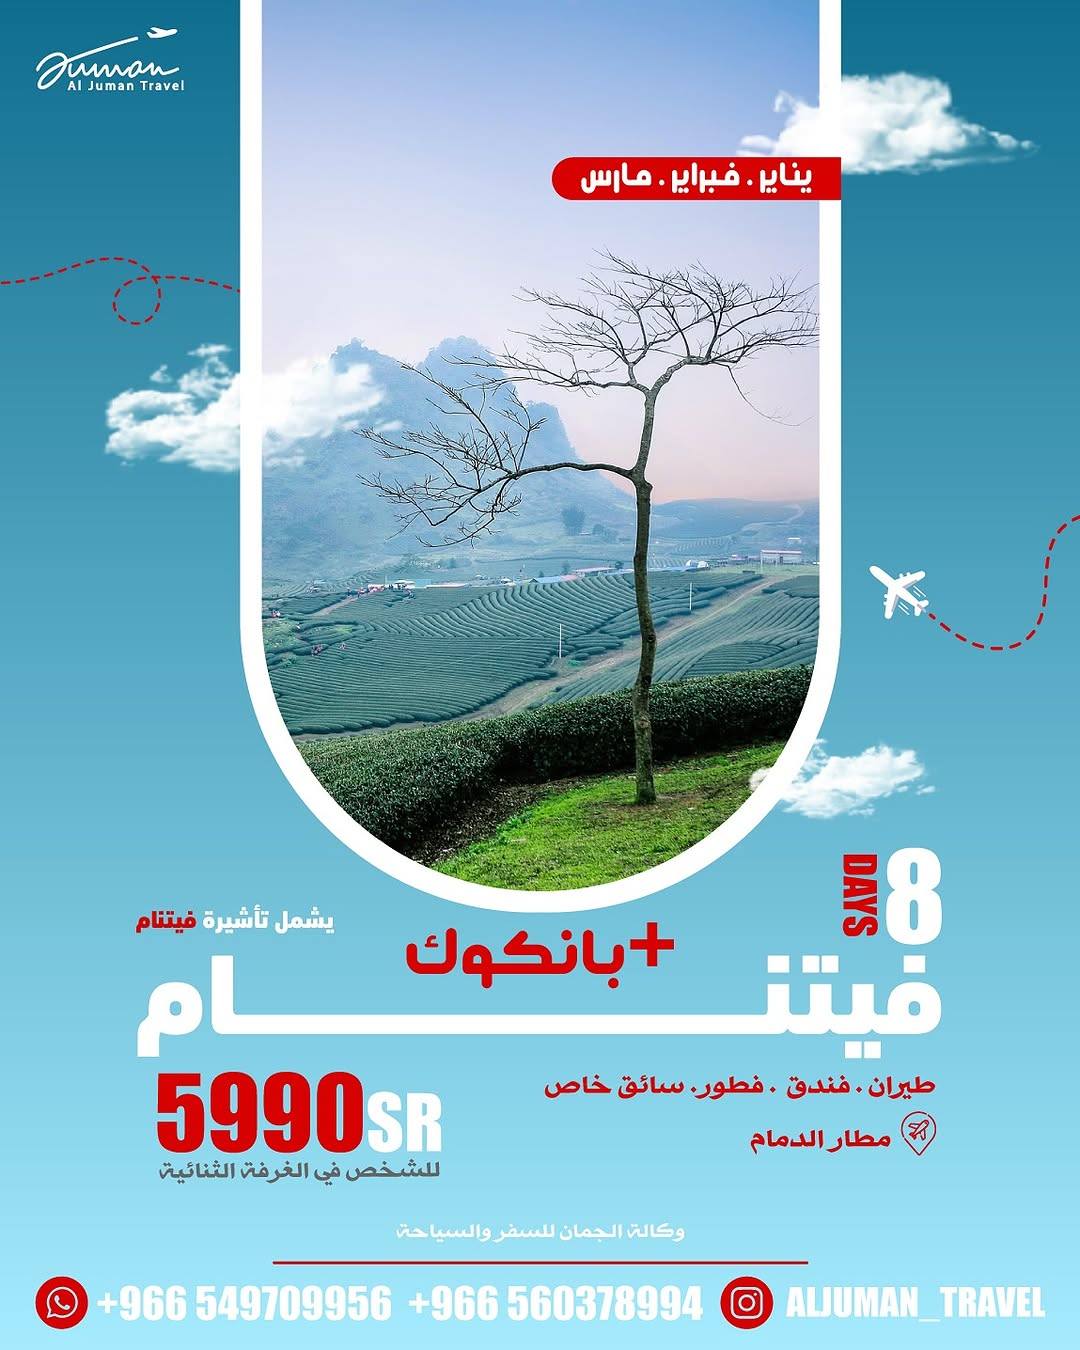 Juman
Al Juman Travel
يناير . فبراير . مارس
8
DAYS
يشمل تأشيرة فيتنام
+بانكوك
فيتنـــــــــام
5990SR
للشخص في الغرفة الثنائية
طيران . فندق . فطور. سائق خاص
مطار الدمام
وكالة الجمان للسفر والسياحة
+966 549709956 +966 560378994 ALJUMAN_TRAVEL